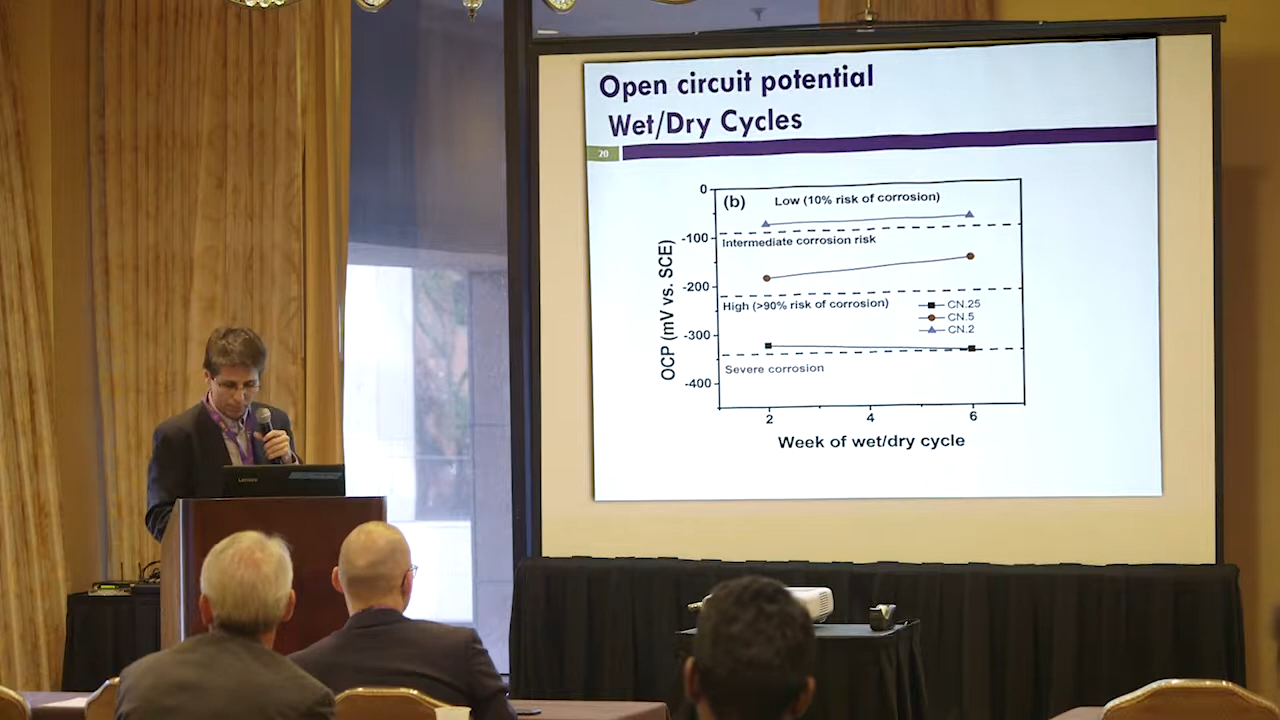 Open circuit potential
Wet/Dry Cycles
20
(b)
Low (10% risk of corrosion)
Intermediate corrosion risk
High (>90% risk of corrosion)
Severe corrosion
CN.25
CN.5
CN.2
0
-100
-200
-300
-400
OCP (mV vs. SCE)
2 4 6
Week of wet/dry cycle
Lenovo